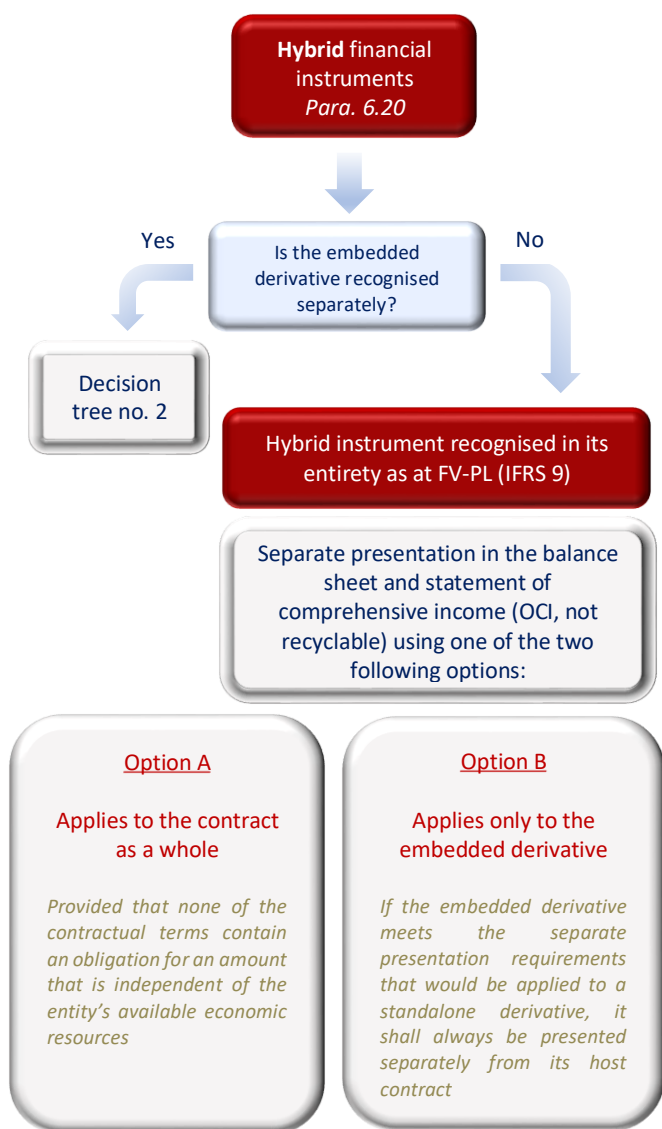 Hybrid financial
instruments
Para. 6.20
Yes
No
Is the embedded
derivative recognised
separately?
Decision
tree no. 2
Hybrid instrument recognised in its
entirety as at FV-PL (IFRS 9)
Separate presentation in the balance
sheet and statement of
comprehensive income (OCI, not
recyclable) using one of the two
following options:
Option A
Applies to the contract
as a whole
Provided that none of the
contractual terms contain
an obligation for an amount
that is independent of the
entity's available economic
resources
Option B
Applies only to the
embedded derivative
If the embedded derivative
meets the separate
presentation requirements
that would be applied to a
standalone derivative, it
shall always be presented
separately from its host
contract